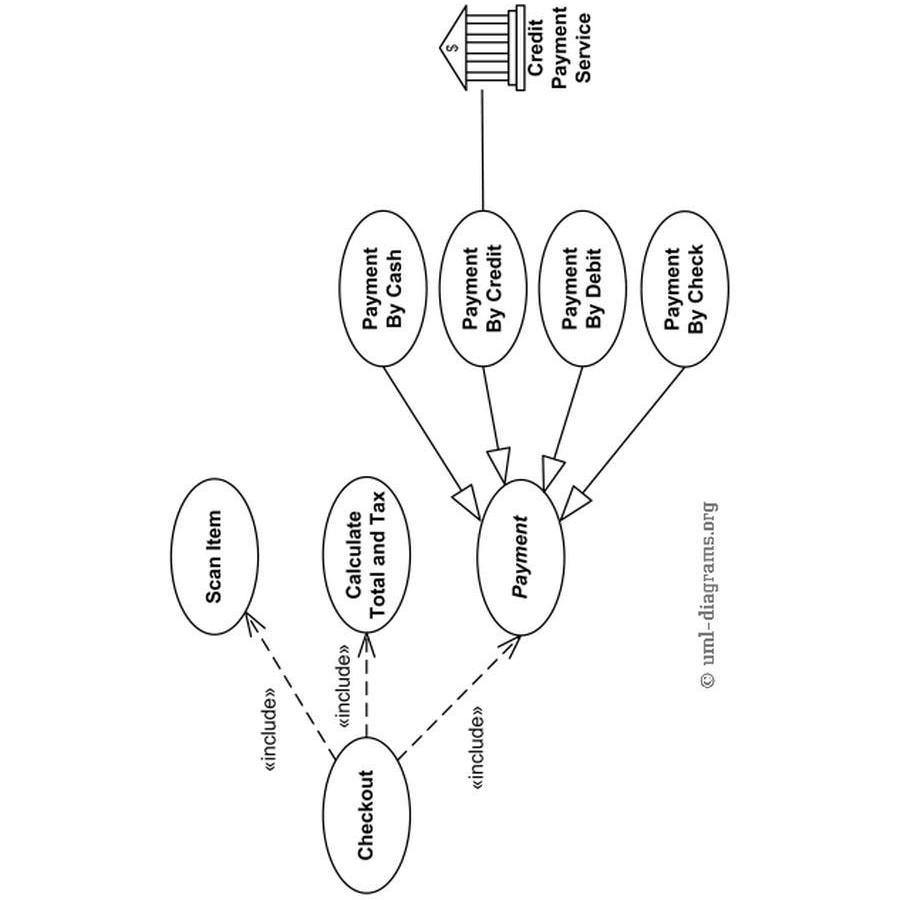 Scan Item
«include»
Checkout
«include»
Calculate
Total and Tax
«include»
Payment
Payment
By Cash
Payment
By Credit
Payment
By Debit
Payment
By Check
$
Credit
Payment
Service
© uml-diagrams.org